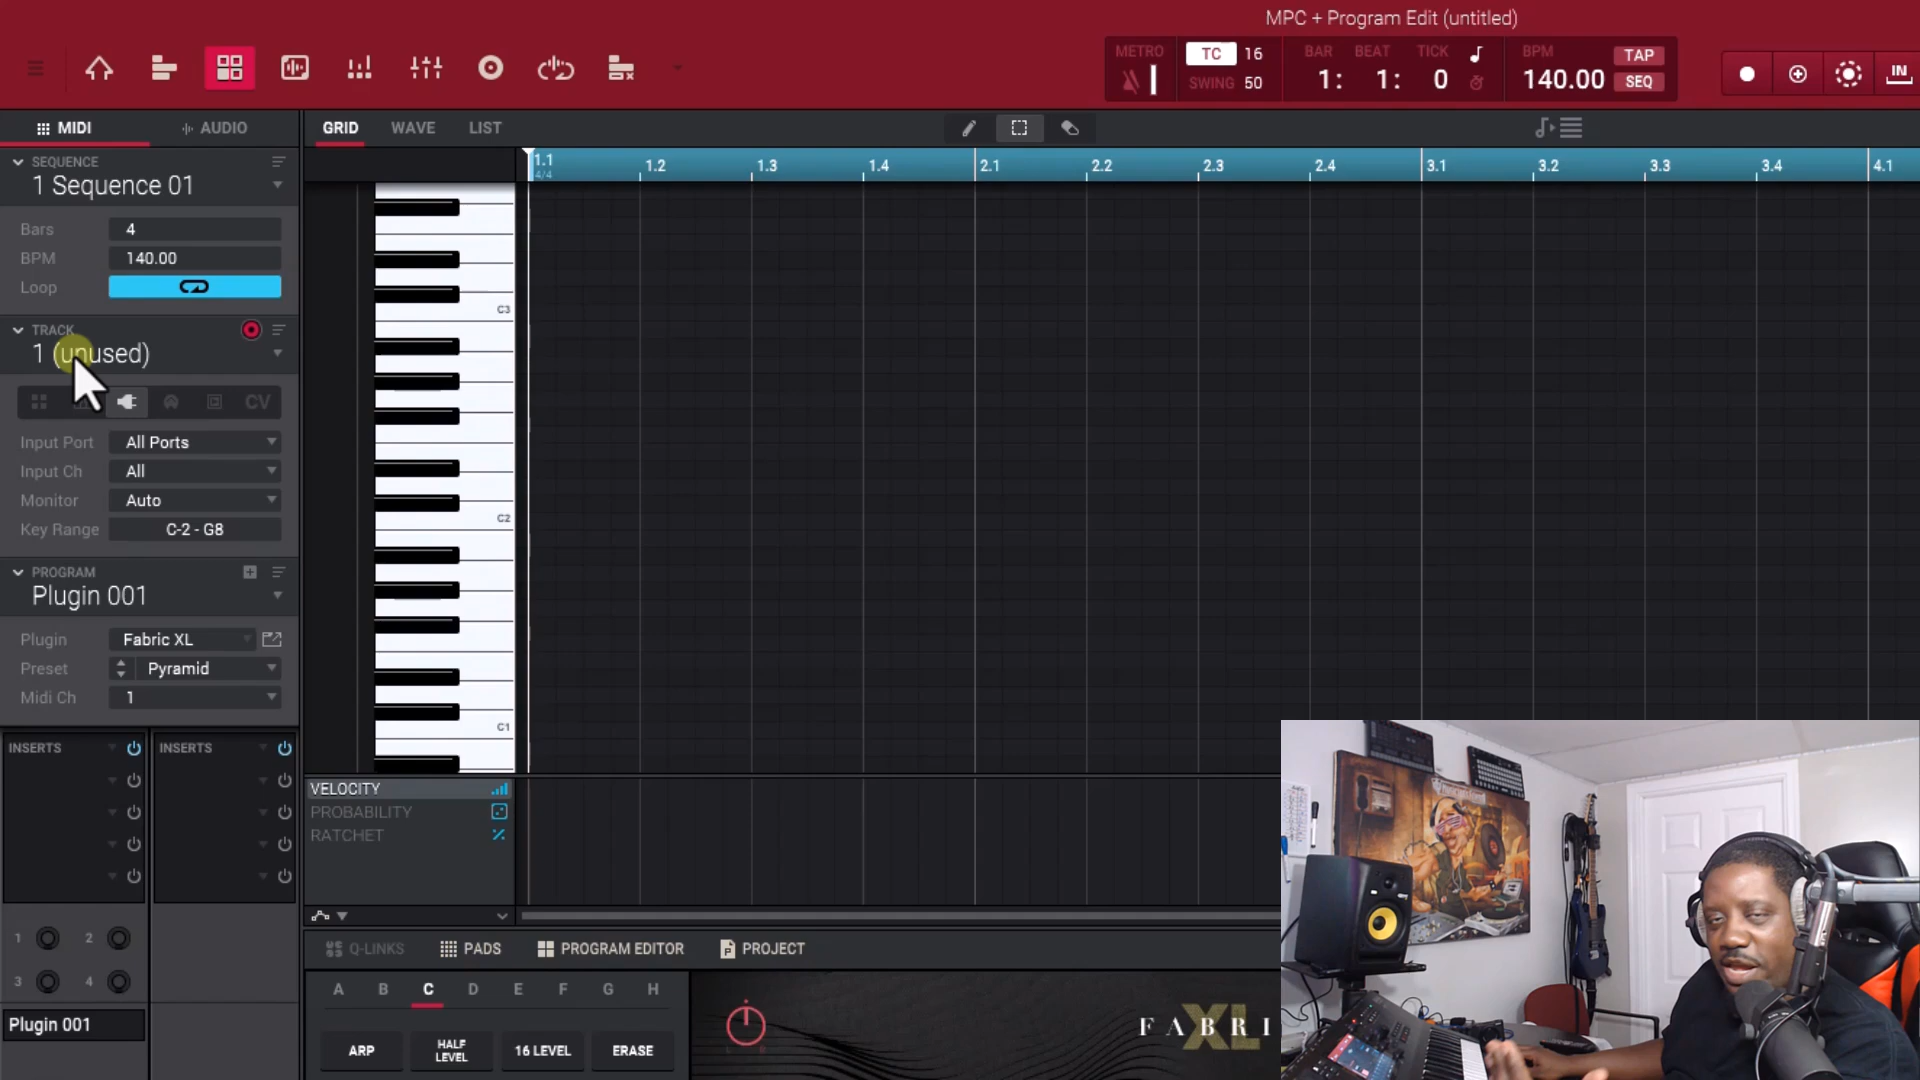 MPC + Program Edit (untitled)
METRO
TC 16
SWING 50
BAR BEAT TICK
1: 1: 0
BPM
140.00
TAP
SEQ
IN
MIDI
AUDIO
GRID WAVE LIST
SEQUENCE
1 Sequence 01
Bars 4
BPM 140.00
Loop
TRACK
1 (unused)
CV
Input Port All Ports
Input Ch All
Monitor Auto
Key Range C-2 - G8
PROGRAM
Plugin 001
Plugin Fabric XL
Preset Pyramid
Midi Ch 1
INSERTS INSERTS
1 2
3 4
Plugin 001
1.1 1.2 1.3 1.4 2.1 2.2 2.3 2.4 3.1 3.2 3.3 3.4 4.1
4/4
C3
C2
C1
VELOCITY
PROBABILITY
RATCHET
Q-LINKS PADS PROGRAM EDITOR PROJECT
A B C D E F G H
ARP
HALF
LEVEL
16 LEVEL
ERASE
FABRI
XL